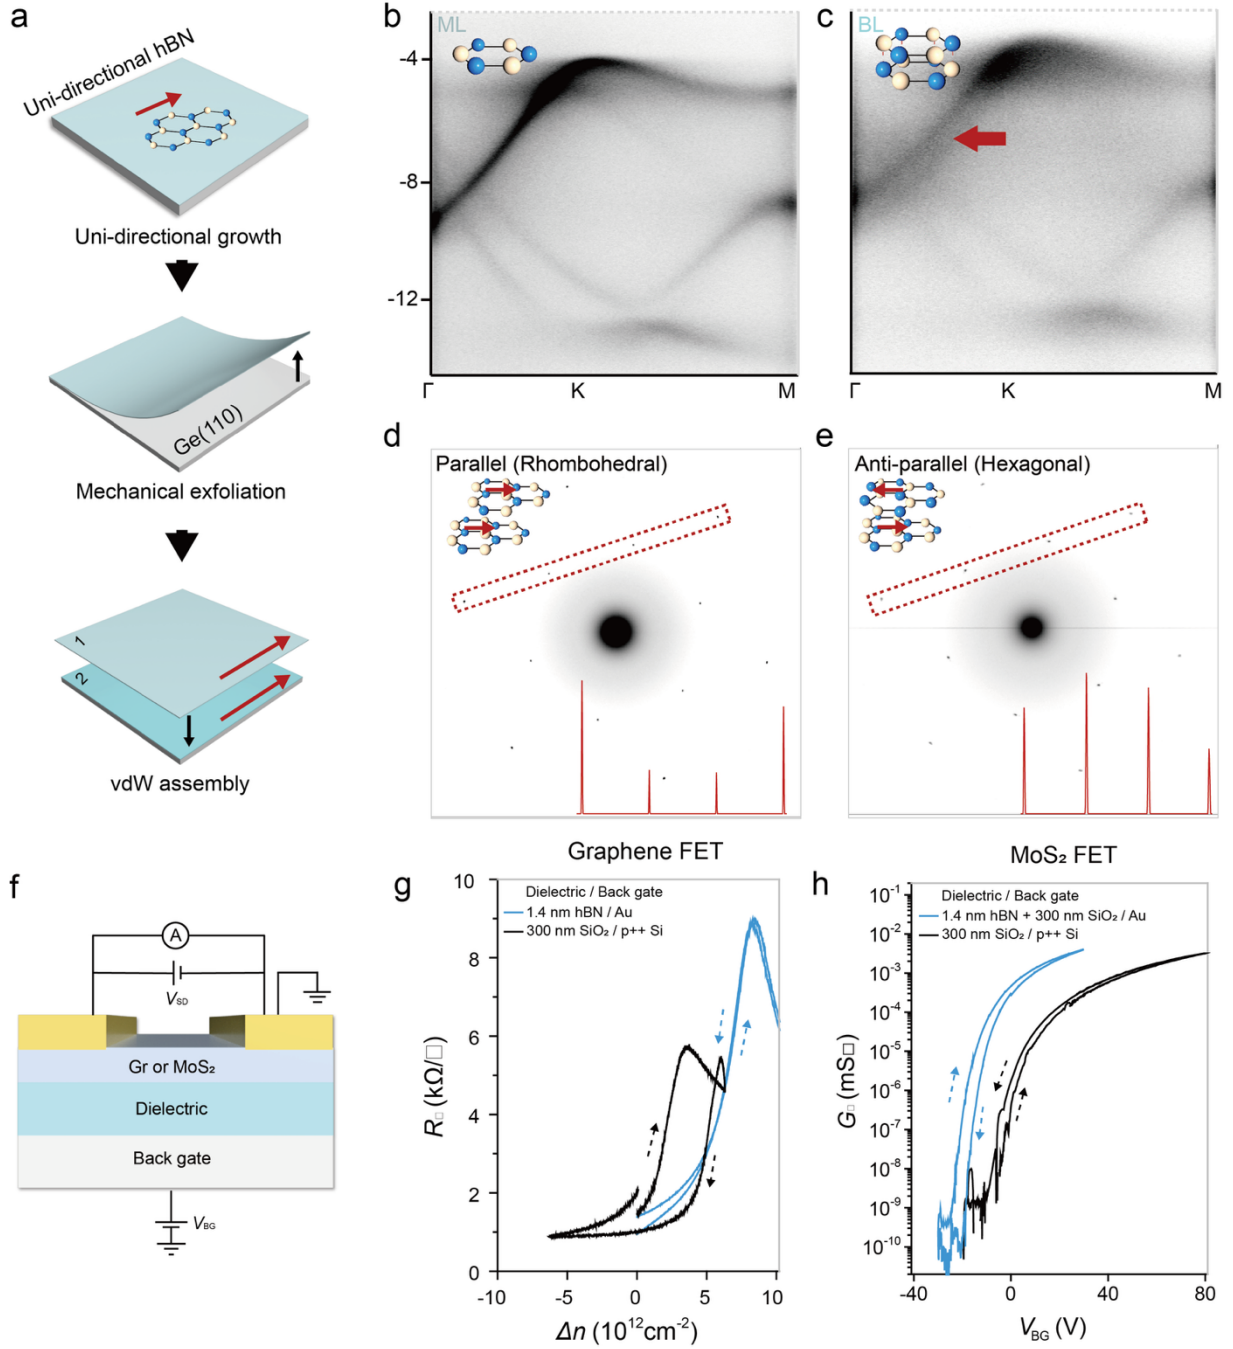 a
Uni-directional hBN
Uni-directional growth
Ge(110)
Mechanical exfoliation
1
2
vdW assembly
b
ML
-4
-8
-12
Γ
K
M
c
BL
Γ
K
M
d
Parallel (Rhombohedral)
e
Anti-parallel (Hexagonal)
f
A
V_SD
Gr or MoS₂
Dielectric
Back gate
V_BG
g
Graphene FET
Dielectric / Back gate
1.4 nm hBN / Au
300 nm SiO₂ / p++ Si
R□ (kΩ/□)
10
8
6
4
2
0
-10
-5
0
5
10
Δn (10¹²cm⁻²)
h
MoS₂ FET
Dielectric / Back gate
1.4 nm hBN + 300 nm SiO₂ / Au
300 nm SiO₂ / p++ Si
G□ (mS□)
10⁻¹
10⁻²
10⁻³
10⁻⁴
10⁻⁵
10⁻⁶
10⁻⁷
10⁻⁸
10⁻⁹
10⁻¹⁰
-40
0
40
80
V_BG (V)